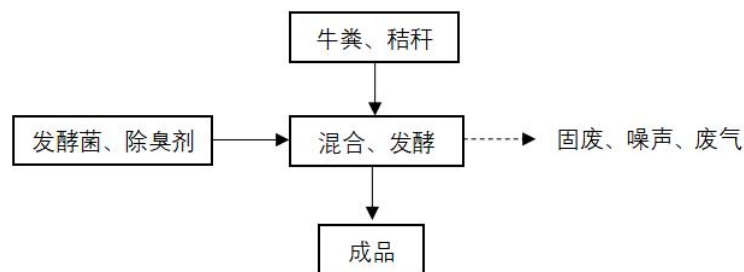 牛粪、秸秆
发酵菌、除臭剂
混合、发酵
固废、噪声、废气
成品